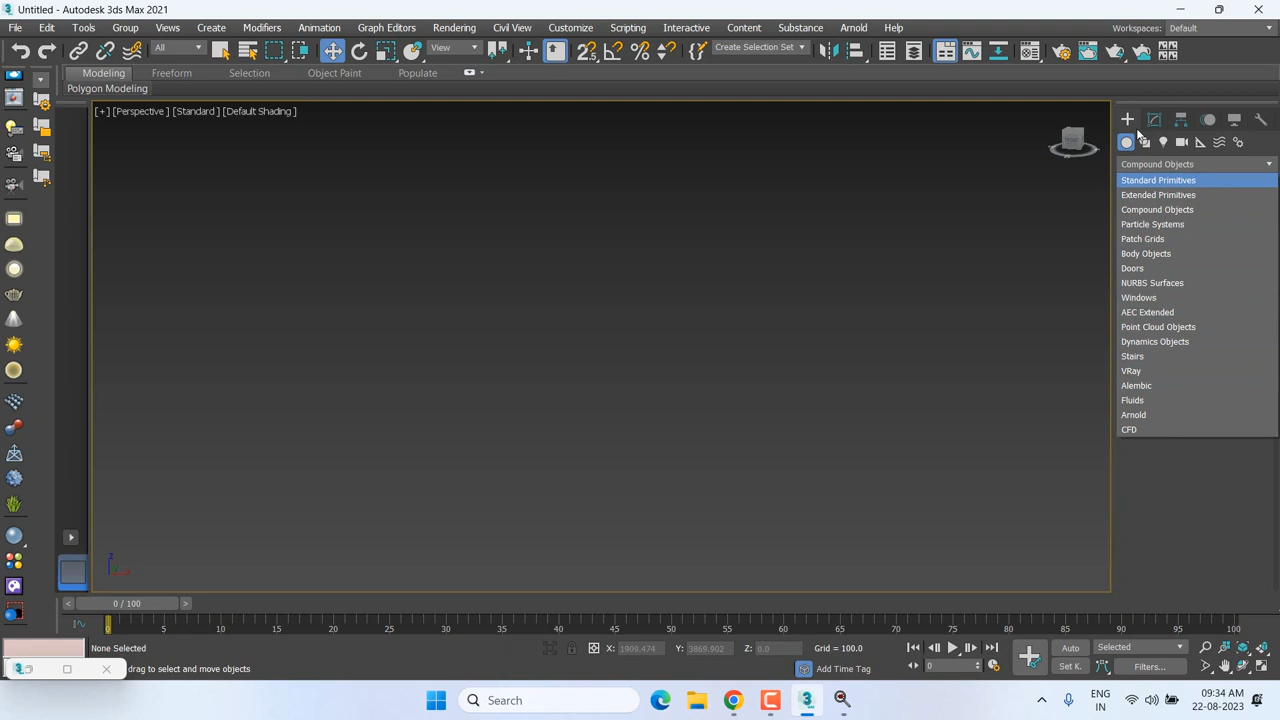 Untitled - Autodesk 3ds Max 2021
File Edit Tools Group Views Create Modifiers Animation Graph Editors Rendering Civil View Customize Scripting Interactive Content Substance Arnold Help Workspaces: Default
All View Create Selection Set
Modeling Freeform Selection Object Paint Populate
Polygon Modeling
[+] [Perspective ] [Standard ] [Default Shading ]
Compound Objects
Standard Primitives
Extended Primitives
Compound Objects
Particle Systems
Patch Grids
Body Objects
Doors
NURBS Surfaces
Windows
AEC Extended
Point Cloud Objects
Dynamics Objects
Stairs
VRay
Alembic
Fluids
Arnold
CFD
z
< 0 / 100 >
0 5 10 15 20 25 30 35 40 45 50 55 60 65 70 75 80 85 90 95 100
None Selected X: 1909.474 Y: 3869.902 Z: 0.0 Grid = 100.0 Auto Selected
drag to select and move objects Add Time Tag 0 Set K. Filters...
Search ENG IN 09:34 AM 22-08-2023